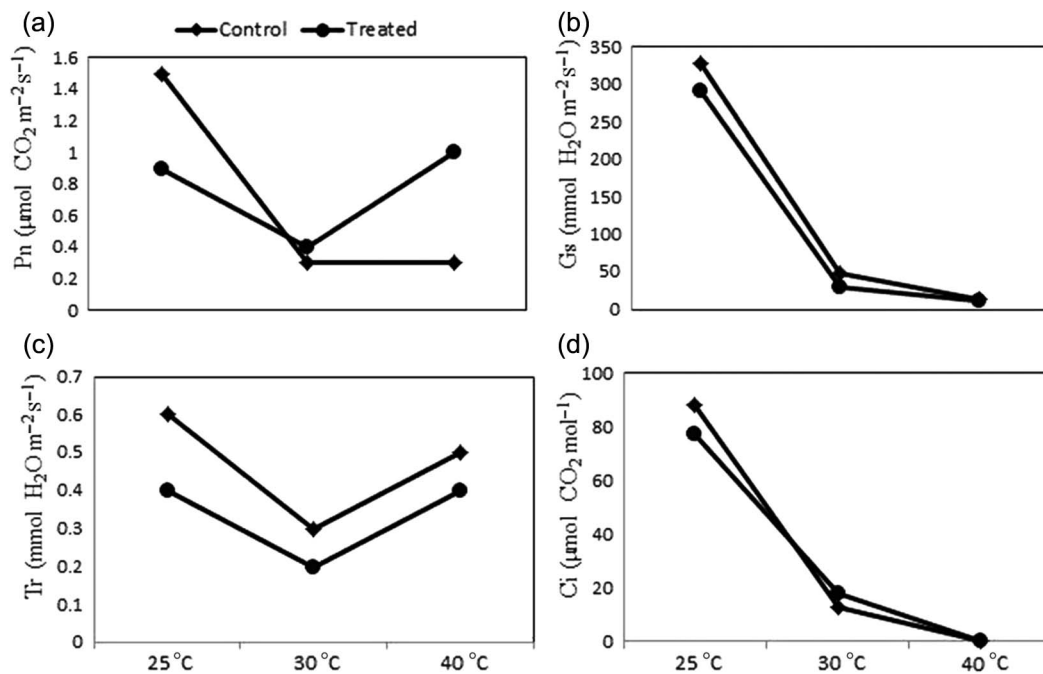 (a)
Control Treated
Pn (μmol CO₂ m⁻²s⁻¹)
1.6
1.4
1.2
1
0.8
0.6
0.4
0.2
0
(b)
Gs (mmol H₂O m⁻²s⁻¹)
350
300
250
200
150
100
50
0
(c)
Tr (mmol H₂O m⁻²s⁻¹)
0.7
0.6
0.5
0.4
0.3
0.2
0.1
0
25 °C 30 °C 40 °C
(d)
Ci (μmol CO₂ mol⁻¹)
100
80
60
40
20
0
25 °C 30 °C 40 °C